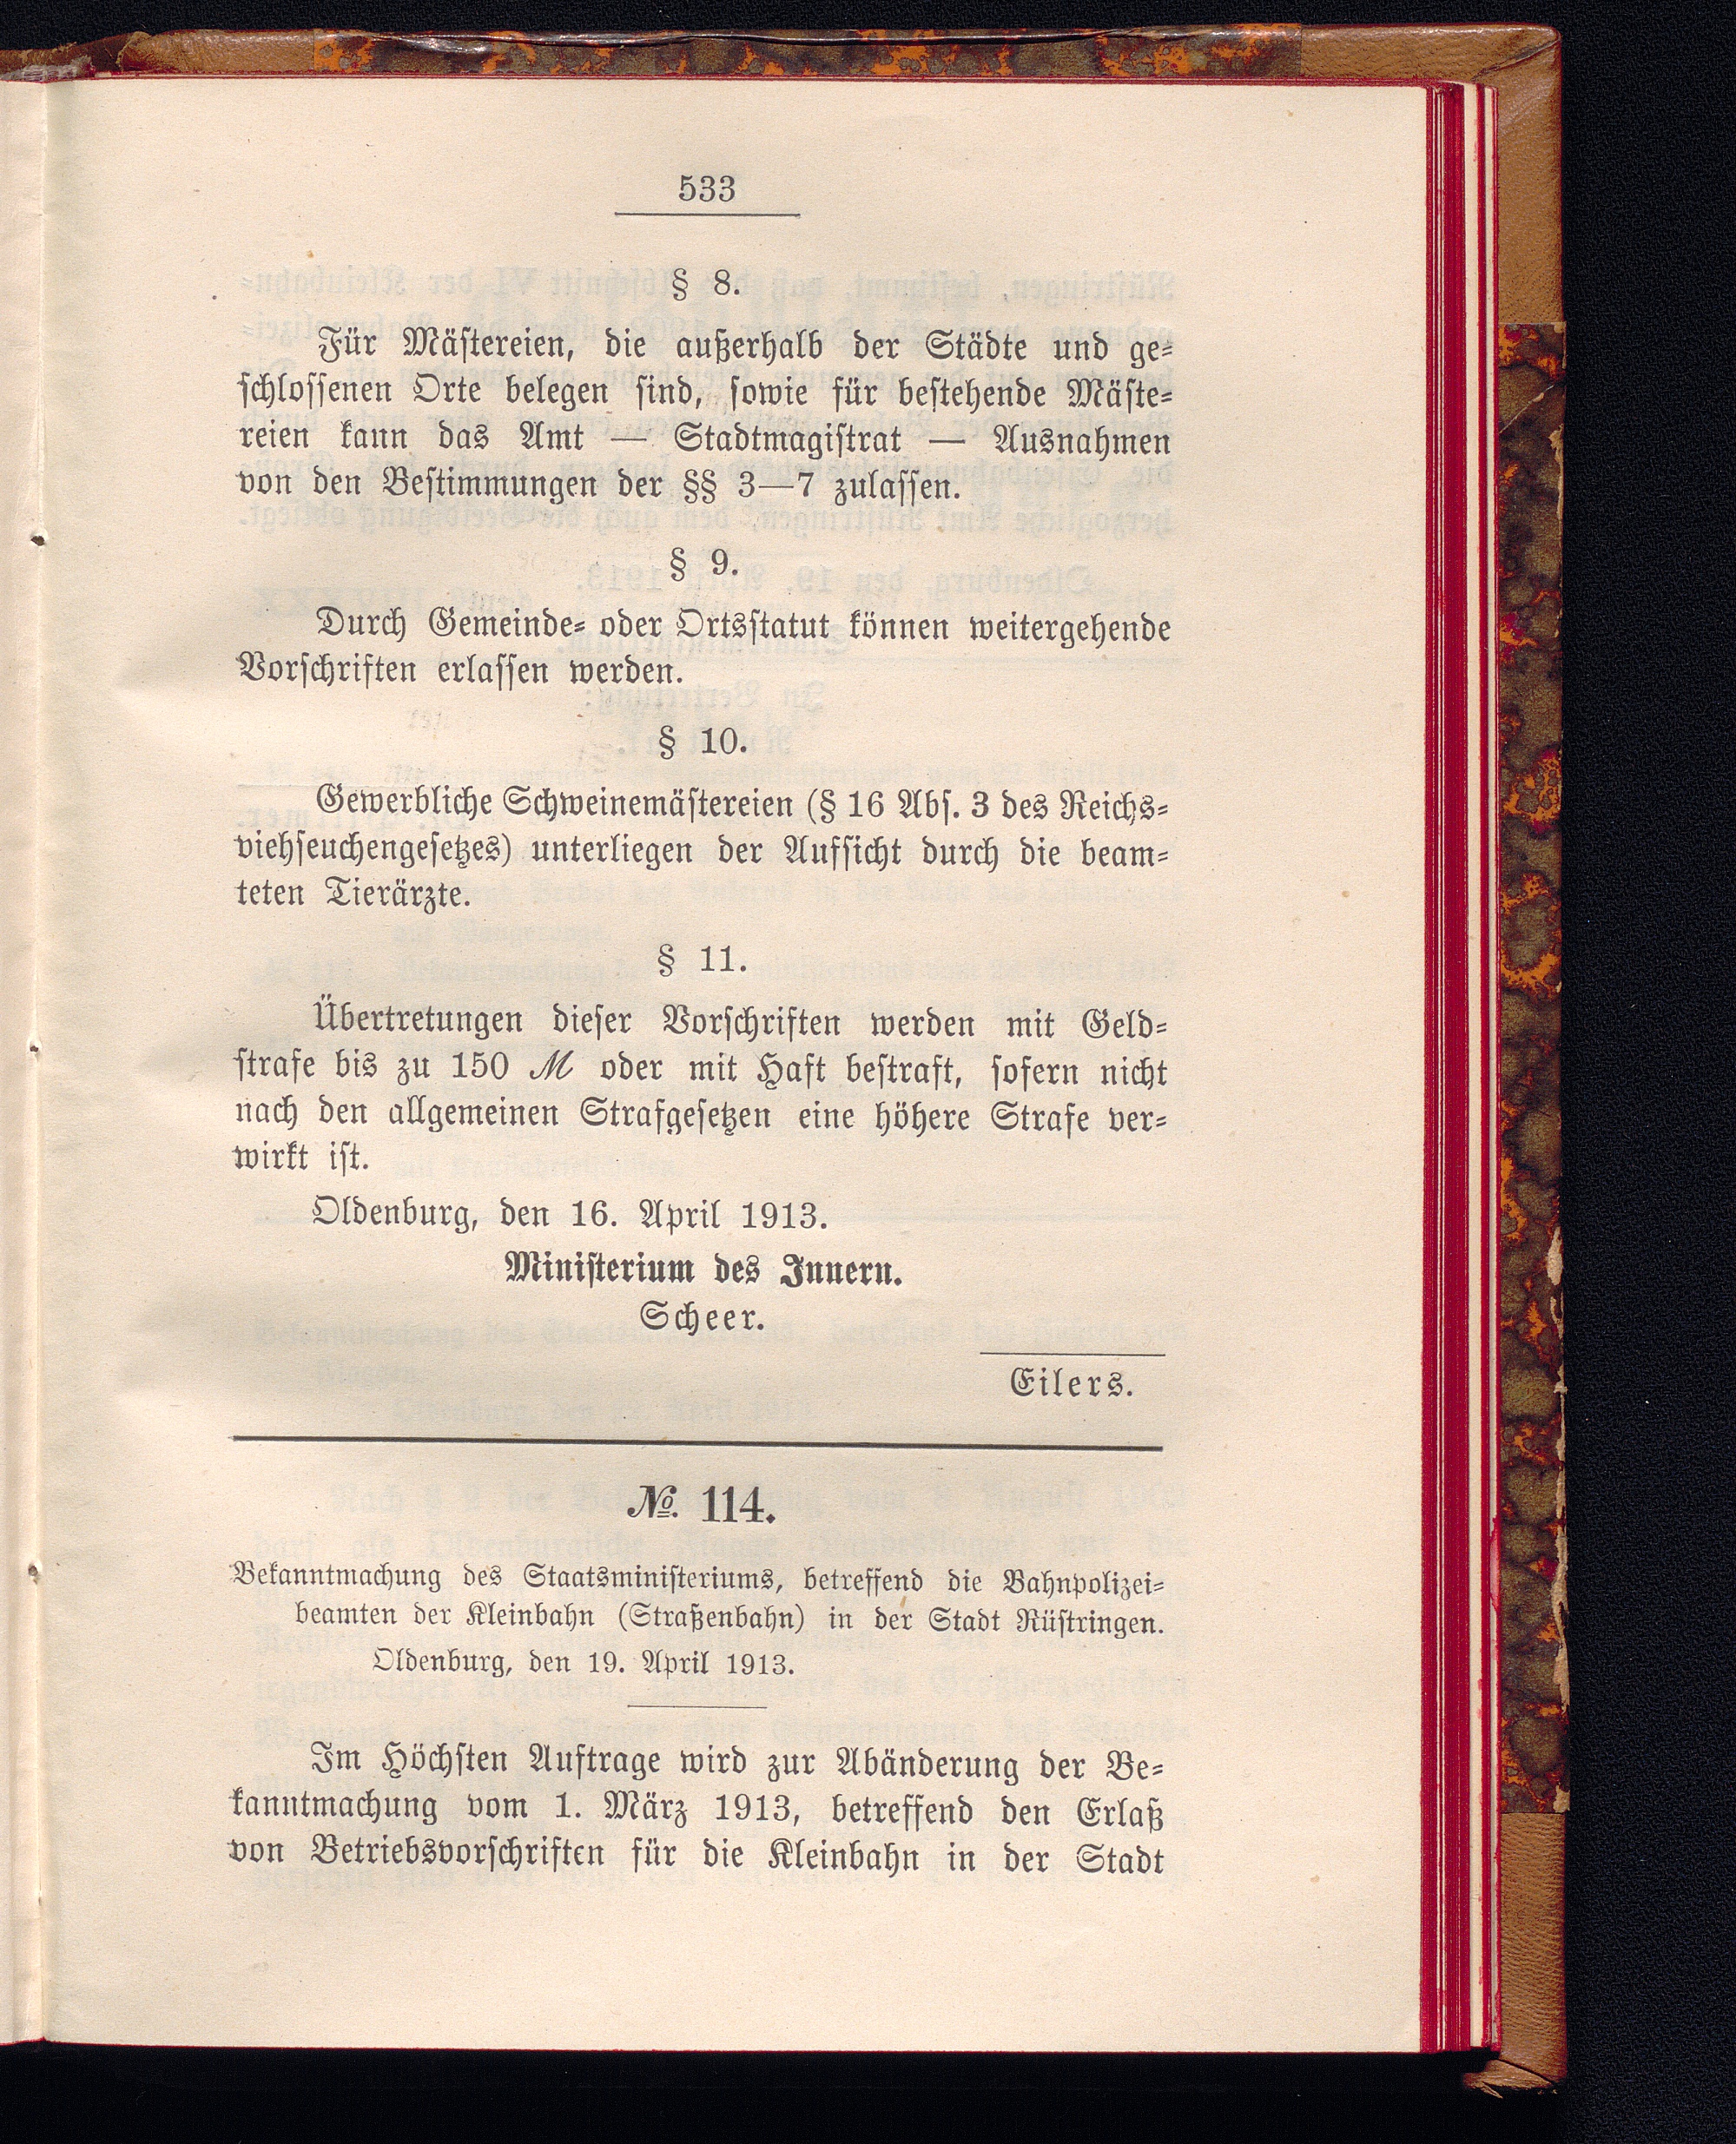 533
§ 8.
Für Mästereien, die außerhalb der Städte und ge-
schlossenen Orte belegen sind, sowie für bestehende Mäste-
reien kann das Amt — Stadtmagistrat — Ausnahmen
von den Bestimmungen der §§ 3—7 zulassen.
§ 9.
Durch Gemeinde- oder Ortsstatut können weitergehende
Vorschriften erlassen werden.
§ 10.
Gewerbliche Schweinemästereien (§ 16 Abs. 3 des Reichs-
viehseuchengesetzes) unterliegen der Aufsicht durch die beam-
teten Tierärzte.
§ 11.
Übertretungen dieser Vorschriften werden mit Geld-
strafe bis zu 150 ℳ oder mit Haft bestraft, sofern nicht
nach den allgemeinen Strafgesetzen eine höhere Strafe ver-
wirkt ist.
Oldenburg, den 16. April 1913.
Ministerium des Innern.
Scheer.
Eilers.
№. 114.
Bekanntmachung des Staatsministeriums, betreffend die Bahnpolizei-
beamten der Kleinbahn (Straßenbahn) in der Stadt Rüstringen.
Oldenburg, den 19. April 1913.
Im Höchsten Auftrage wird zur Abänderung der Be-
kanntmachung vom 1. März 1913, betreffend den Erlaß
von Betriebsvorschriften für die Kleinbahn in der Stadt